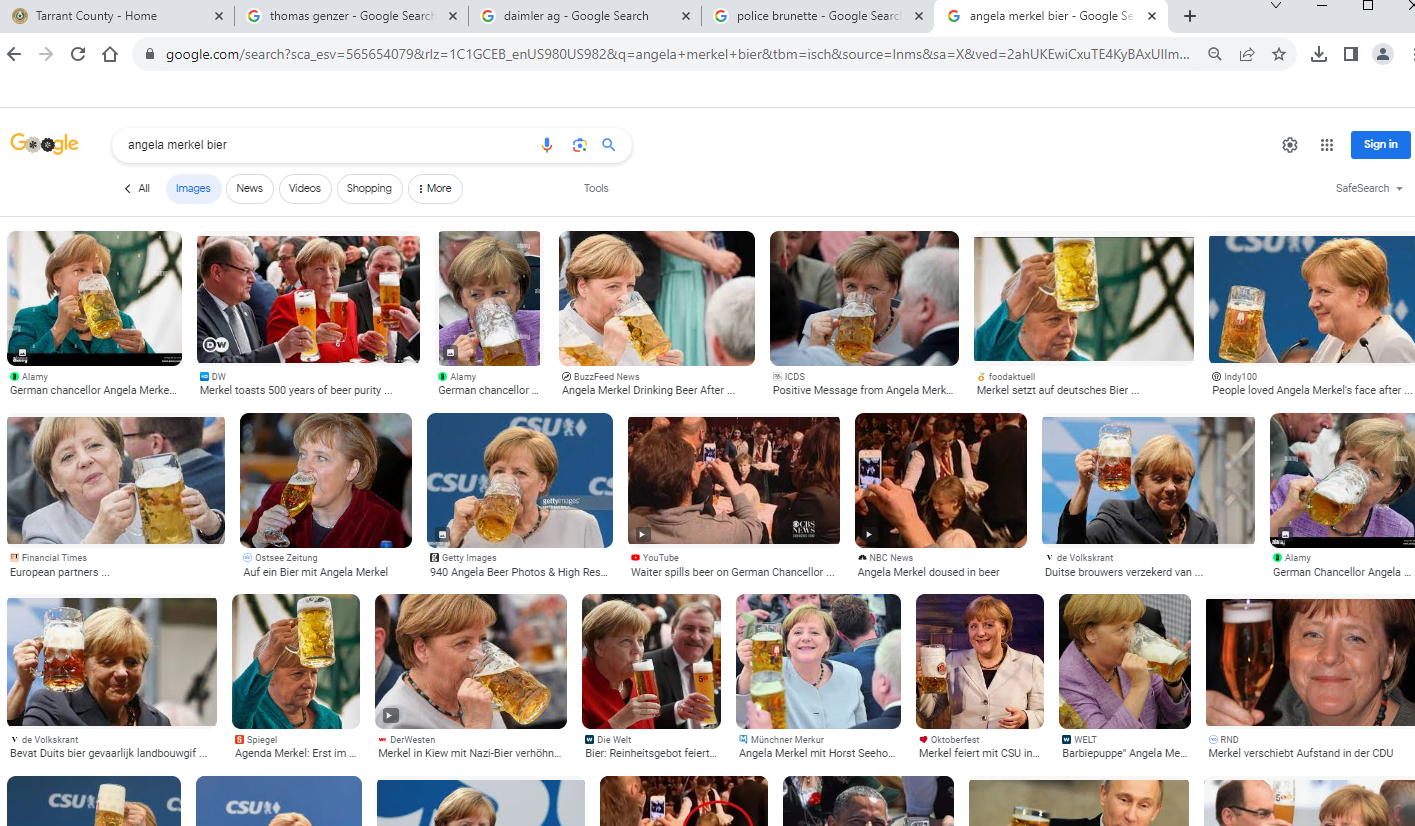 Tarrant County - Home
thomas genzer - Google Search
daimler ag - Google Search
police brunette - Google Searc
angela merkel bier - Google Se
google.com/search?sca_esv=565654079&rlz=1C1GCEB_enUS980US982&q=angela+merkel+bier&tbm=isch&source=lnms&sa=X&ved=2ahUKEwiCxuTE4KyBAxUIlm...
Google
angela merkel bier
Sign in
All
Images
News
Videos
Shopping
More
Tools
SafeSearch
DW
CSU
Alamy
DW
Alamy
BuzzFeed News
ICDS
foodaktuell
Indy100
German chancellor Angela Merke...
Merkel toasts 500 years of beer purity ...
German chancellor ...
Angela Merkel Drinking Beer After ...
Positive Message from Angela Merk...
Merkel setzt auf deutsches Bier ...
People loved Angela Merkel's face after ...
CSU
CSU
gettyimages
CBS NEWS
Financial Times
Ostsee Zeitung
Getty Images
YouTube
NBC News
de Volkskrant
Alamy
European partners ...
Auf ein Bier mit Angela Merkel
940 Angela Beer Photos & High Res...
Waiter spills beer on German Chancellor ...
Angela Merkel doused in beer
Duitse brouwers verzekerd van ...
German Chancellor Angela ...
de Volkskrant
Spiegel
DerWesten
Die Welt
Münchner Merkur
Oktoberfest
WELT
RND
Bevat Duits bier gevaarlijk landbouwgif ...
Agenda Merkel: Erst im ...
Merkel in Kiew mit Nazi-Bier verhöhn...
Bier: Reinheitsgebot feiert...
Angela Merkel mit Horst Seeho...
Merkel feiert mit CSU in...
Barbiepuppe" Angela Me...
Merkel verschiebt Aufstand in der CDU
CSU
CSU